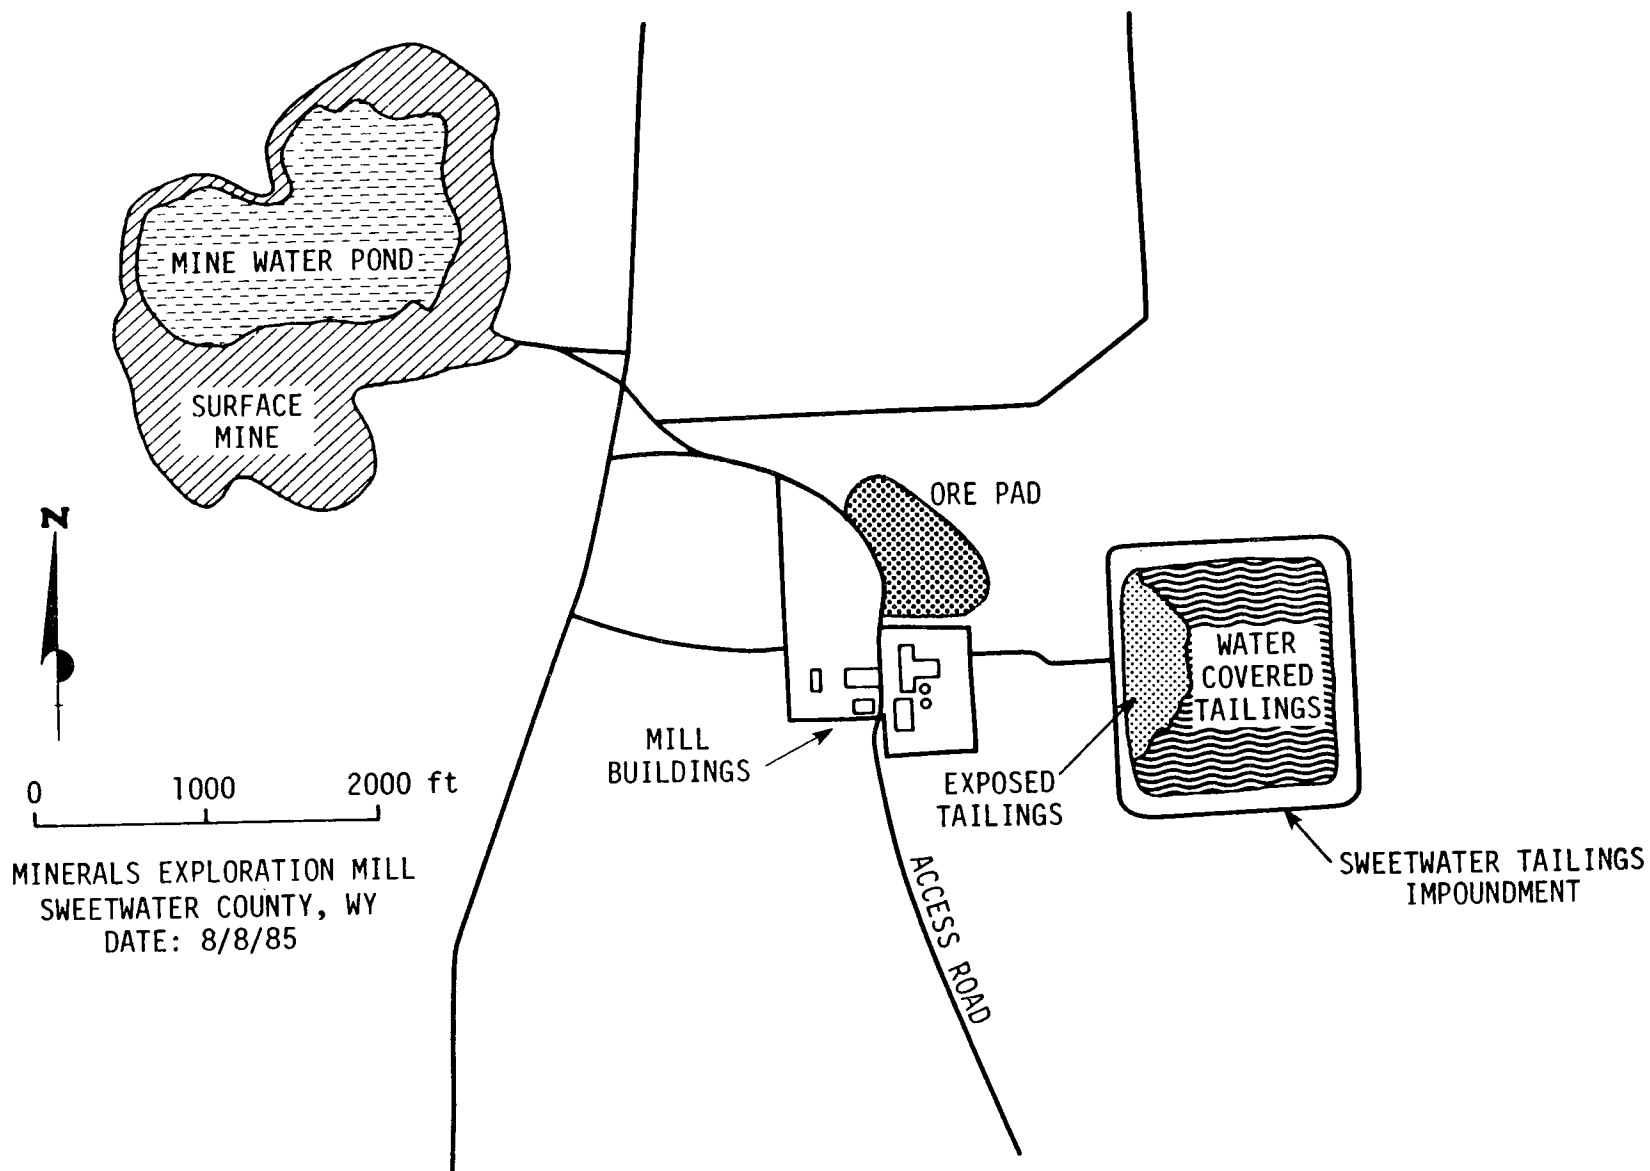 MINE WATER POND
SURFACE
MINE
N
ORE PAD
WATER
COVERED
TAILINGS
MILL
BUILDINGS
EXPOSED
TAILINGS
0 1000 2000 ft
MINERALS EXPLORATION MILL
SWEETWATER COUNTY, WY
DATE: 8/8/85
ACCESS ROAD
SWEETWATER TAILINGS
IMPOUNDMENT